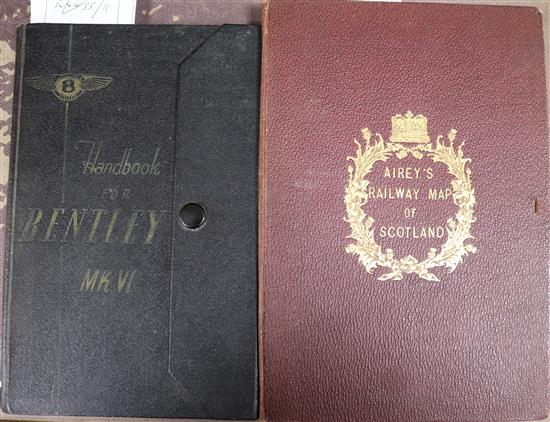 B
Handbook
FOR
BENTLEY
MK VI
AIREY'S
RAILWAY MAP
OF
SCOTLAND